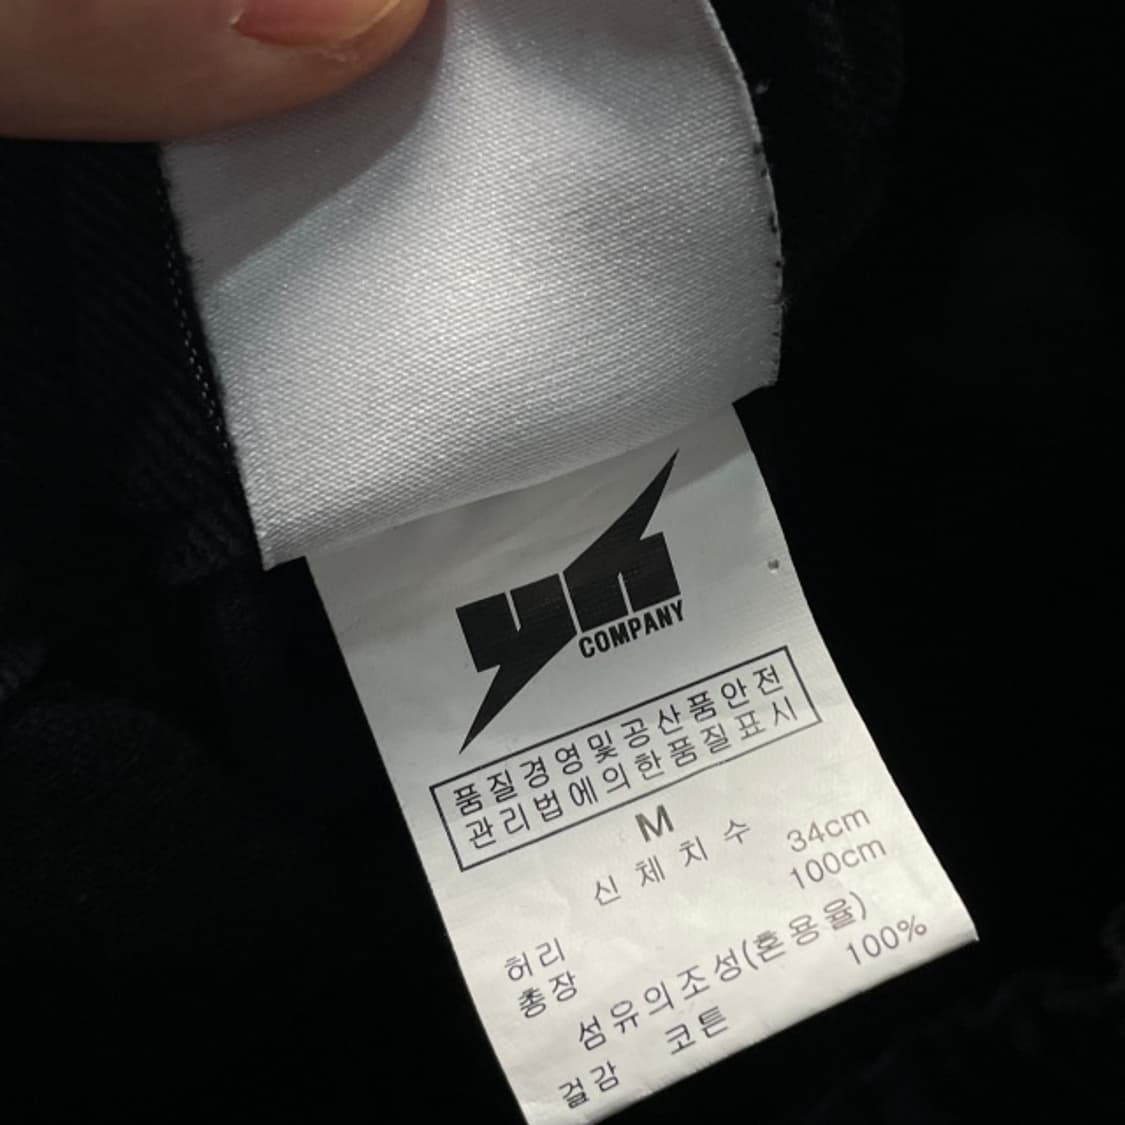 yn
COMPANY
품질경영및공산품안전
관리법에의한품질표시
M
신체치수
허리 34cm
총장 100cm
섬유의조성(혼용율)
겉감 코튼 100%